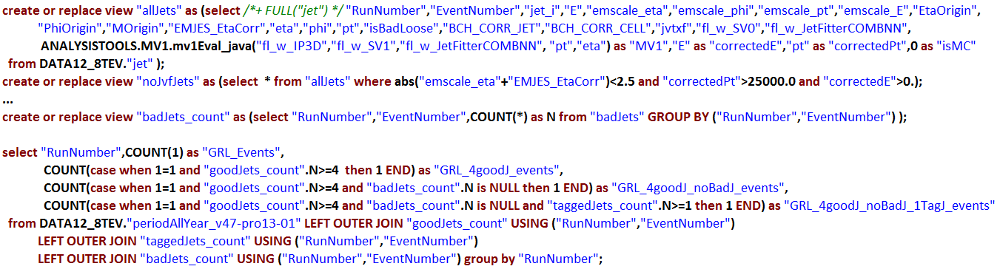 create or replace view "allJets" as (select /*+ FULL("jet") */ "RunNumber","EventNumber","jet_i","E","emscale_eta","emscale_phi","emscale_pt","emscale_E","EtaOrigin",
"PhiOrigin","MOrigin","EMJES_EtaCorr","eta","phi","pt","isBadLoose","BCH_CORR_JET","BCH_CORR_CELL","jvtxf","fl_w_SV0","fl_w_JetFitterCOMBNN",
ANALYSISTOOLS.MV1.mv1Eval_java("fl_w_IP3D","fl_w_SV1","fl_w_JetFitterCOMBNN", "pt","eta") as "MV1","E" as "correctedE","pt" as "correctedPt",0 as "isMC"
from DATA12_8TEV."jet" );
create or replace view "noJvfJets" as (select * from "allJets" where abs("emscale_eta"+"EMJES_EtaCorr")<2.5 and "correctedPt">25000.0 and "correctedE">0.);
...
create or replace view "badJets_count" as (select "RunNumber","EventNumber",COUNT(*) as N from "badJets" GROUP BY ("RunNumber","EventNumber") );
select "RunNumber",COUNT(1) as "GRL_Events",
COUNT(case when 1=1 and "goodJets_count".N>=4 then 1 END) as "GRL_4goodJ_events",
COUNT(case when 1=1 and "goodJets_count".N>=4 and "badJets_count".N is NULL then 1 END) as "GRL_4goodJ_noBadJ_events",
COUNT(case when 1=1 and "goodJets_count".N>=4 and "badJets_count".N is NULL and "taggedJets_count".N>=1 then 1 END) as "GRL_4goodJ_noBadJ_1TagJ_events"
from DATA12_8TEV."periodAllYear_v47-pro13-01" LEFT OUTER JOIN "goodJets_count" USING ("RunNumber","EventNumber")
LEFT OUTER JOIN "taggedJets_count" USING ("RunNumber","EventNumber")
LEFT OUTER JOIN "badJets_count" USING ("RunNumber","EventNumber") group by "RunNumber";